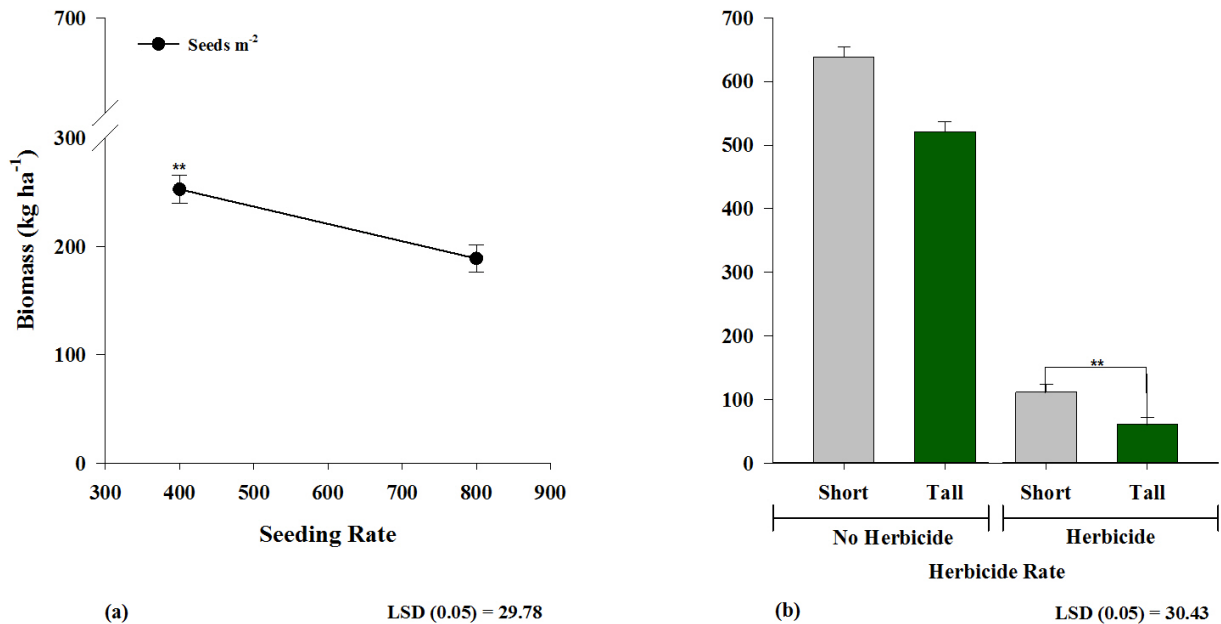 700
Seeds m-2
300
**
200
100
0
Biomass (kg ha-1)
300 400 500 600 700 800 900
Seeding Rate
(a) LSD (0.05) = 29.78
700
600
500
400
300
200
100
0
**
Short Tall Short Tall
No Herbicide Herbicide
Herbicide Rate
(b) LSD (0.05) = 30.43